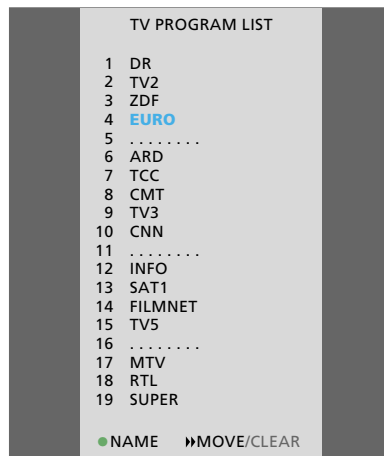 TV PROGRAM LIST
1 DR
2 TV2
3 ZDF
4 EURO
5 ........
6 ARD
7 TCC
8 CMT
9 TV3
10 CNN
11 ........
12 INFO
13 SAT1
14 FILMNET
15 TV5
16 ........
17 MTV
18 RTL
19 SUPER
NAME MOVE/CLEAR